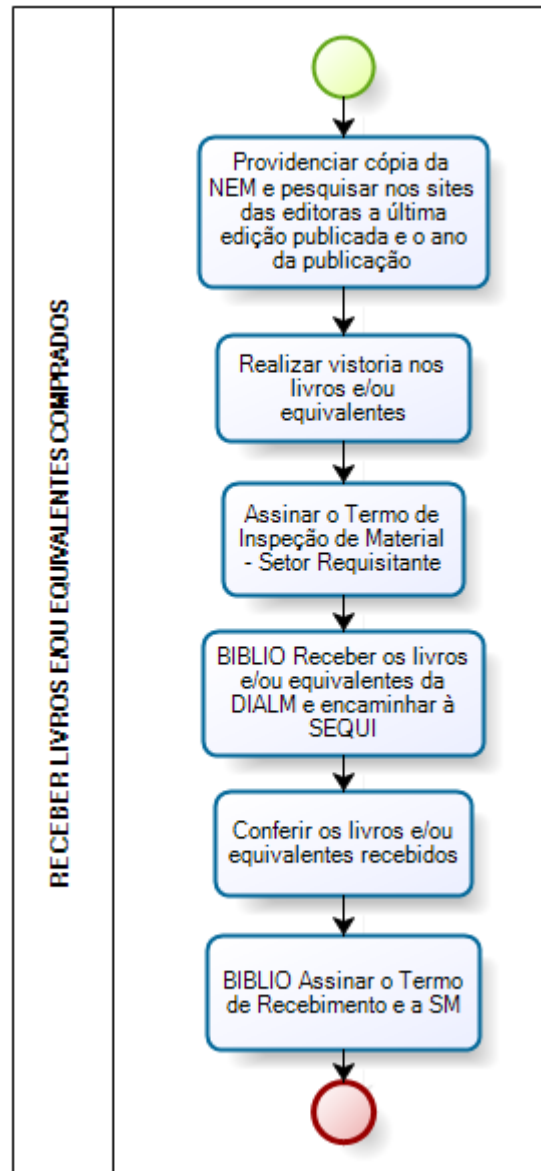 RECEBER LIVROS E/OU EQUIVALENTES COMPRADOS
Providenciar cópia da
NEM e pesquisar nos sites
das editoras a última
edição publicada e o ano
da publicação
Realizar vistoria nos
livros e/ou
equivalentes
Assinar o Termo de
Inspeção de Material
- Setor Requisitante
BIBLIO Receber os livros
e/ou equivalentes da
DIALM e encaminhar à
SEQUI
Conferir os livros e/ou
equivalentes recebidos
BIBLIO Assinar o Termo
de Recebimento e a SM